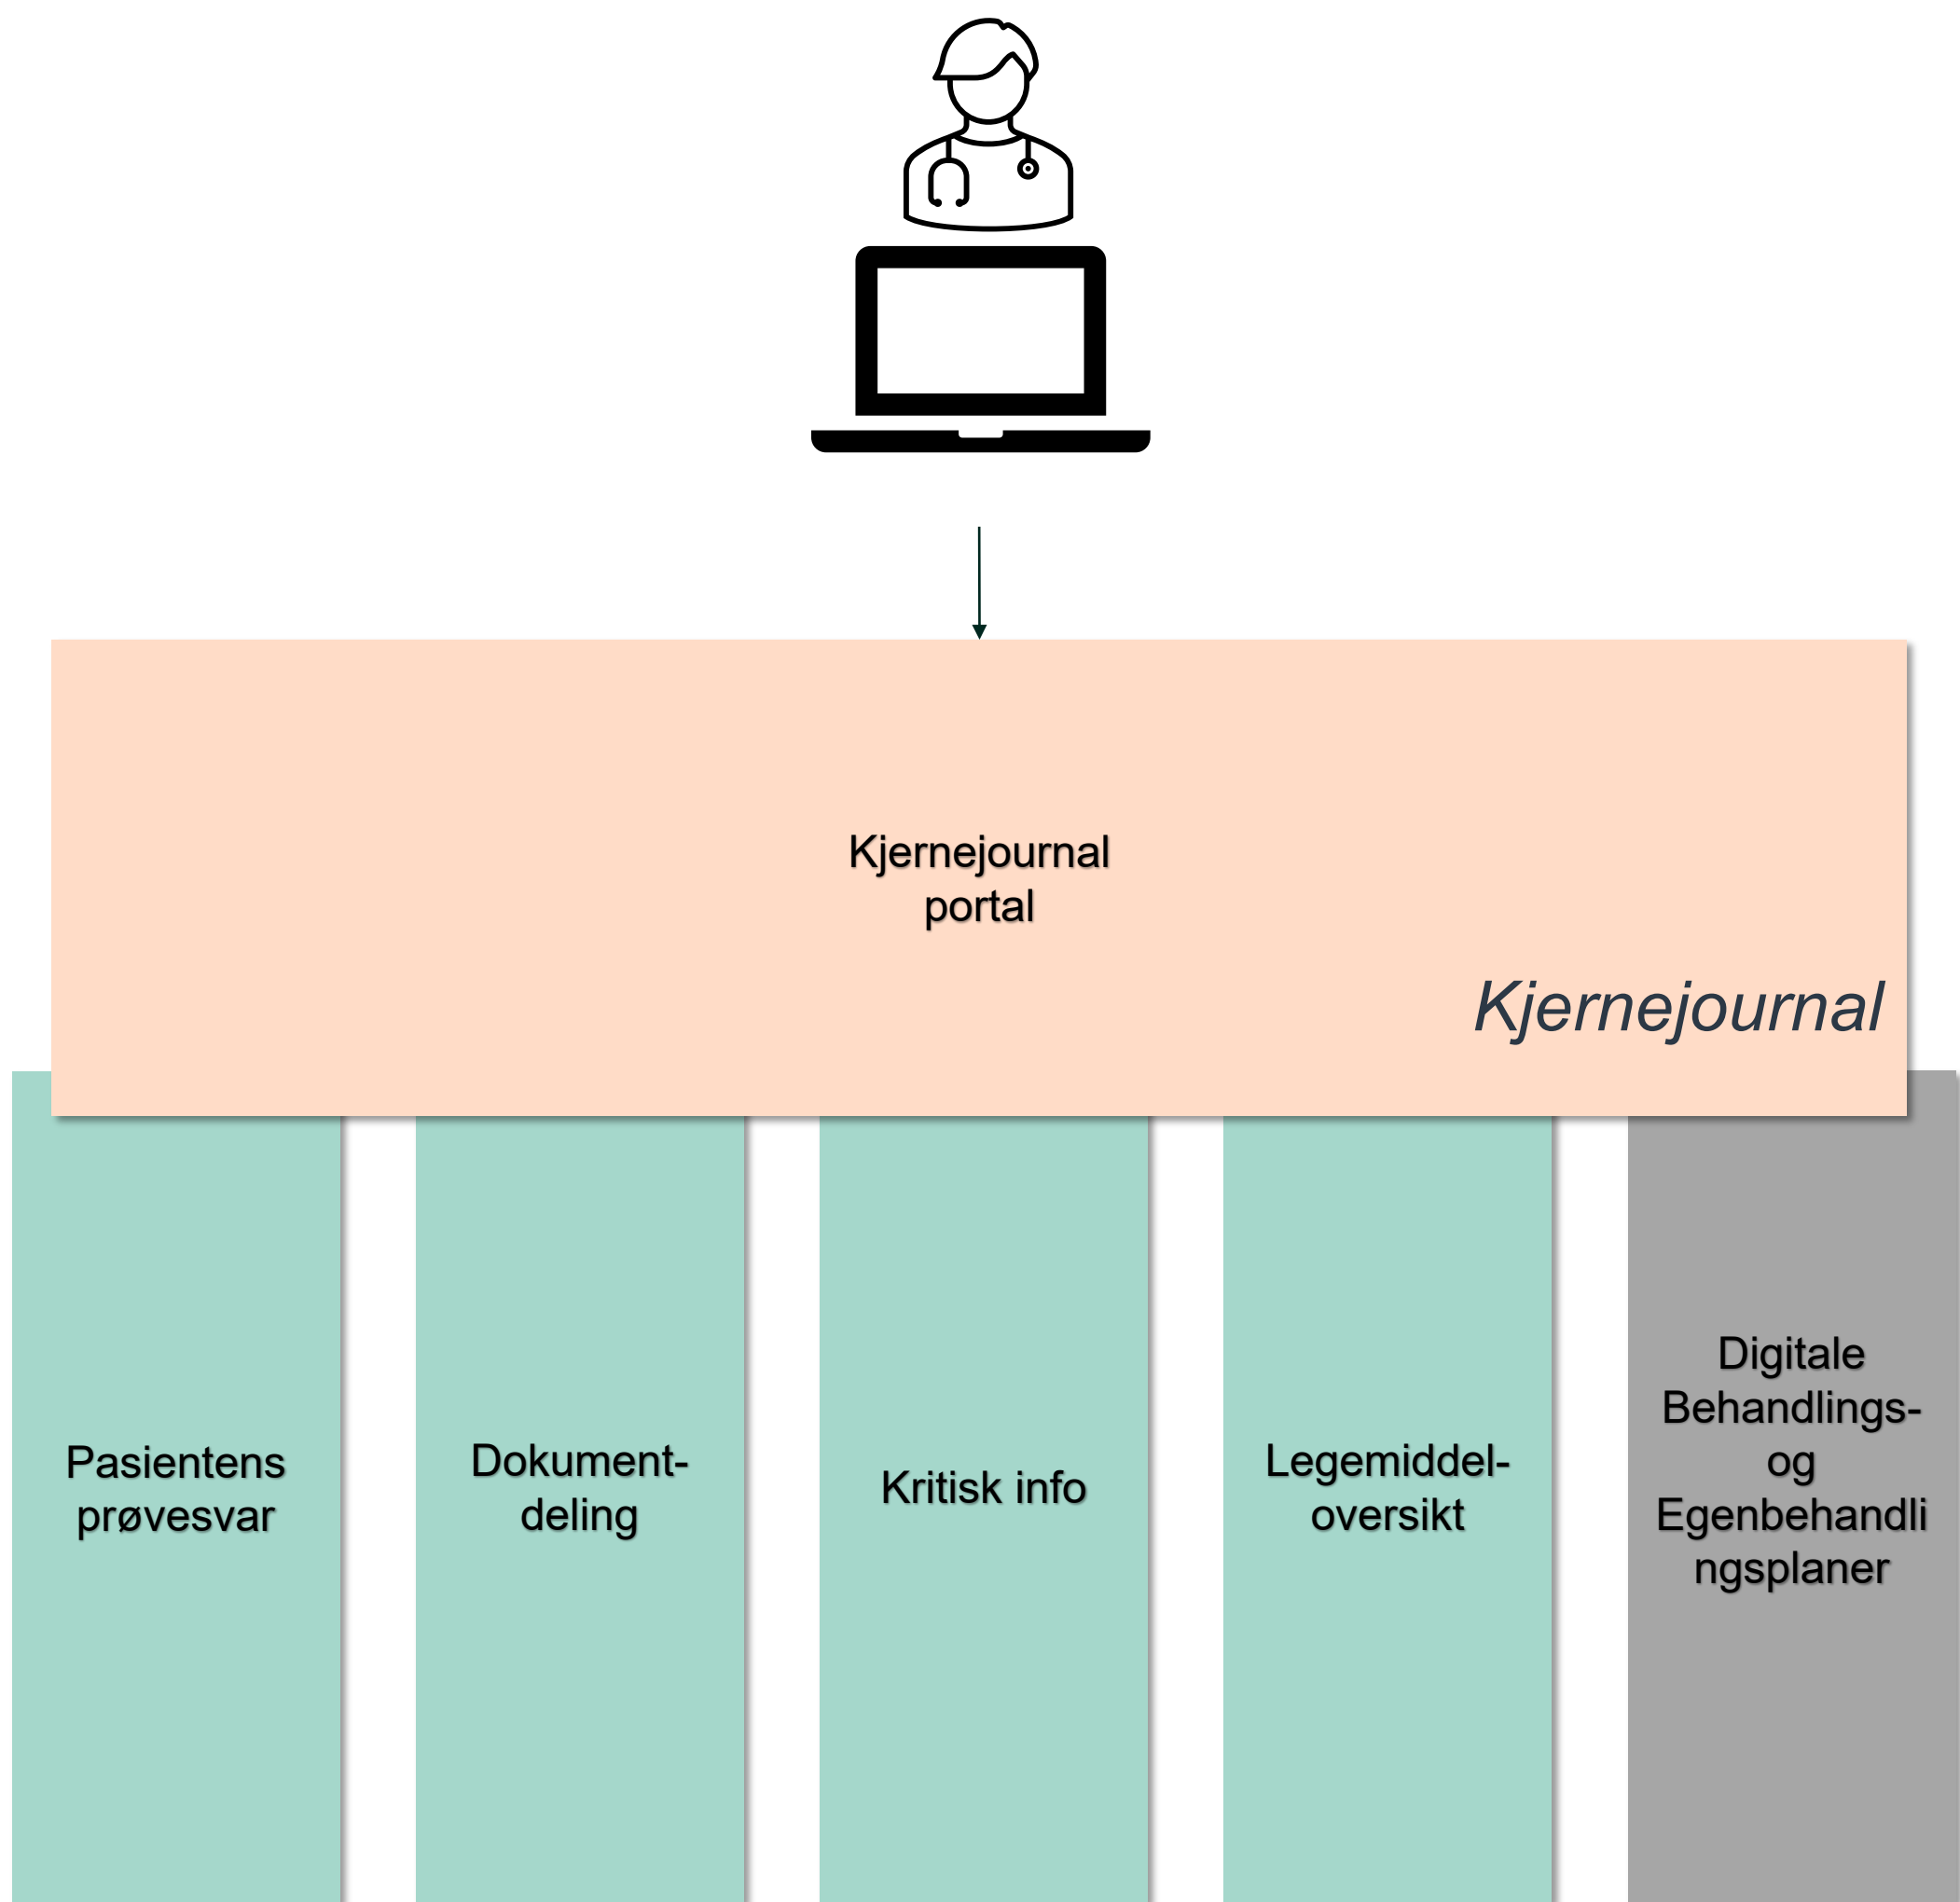 Kjernejournal
portal
Kjernejournal
Pasientens
prøvesvar
Dokument-
deling
Kritisk info
Legemiddel-
oversikt
Digitale
Behandlings-
og
Egenbehandli
ngsplaner